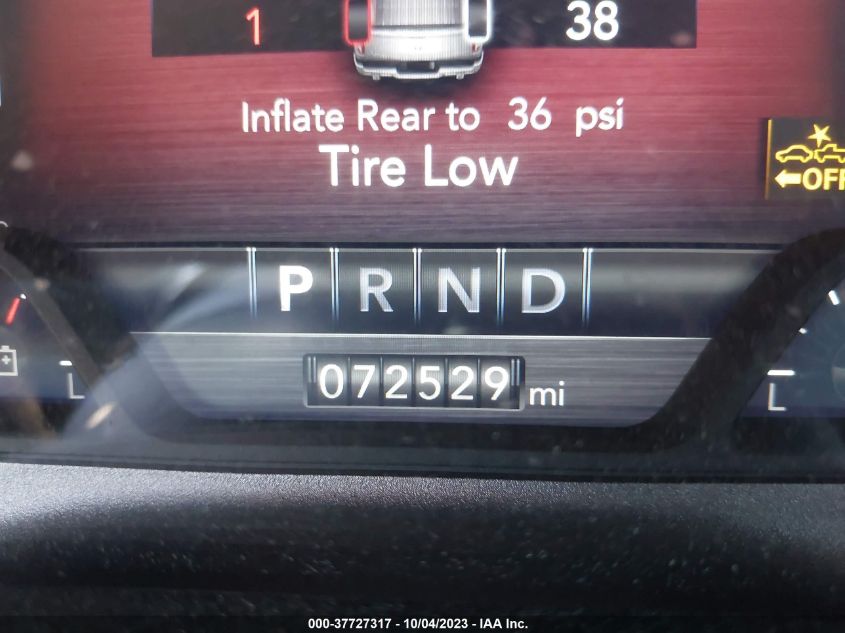 1 38
Inflate Rear to 36 psi
Tire Low
OFF
P R N D
072529 mi
L L
000-37727317 - 10/04/2023 - IAA Inc.